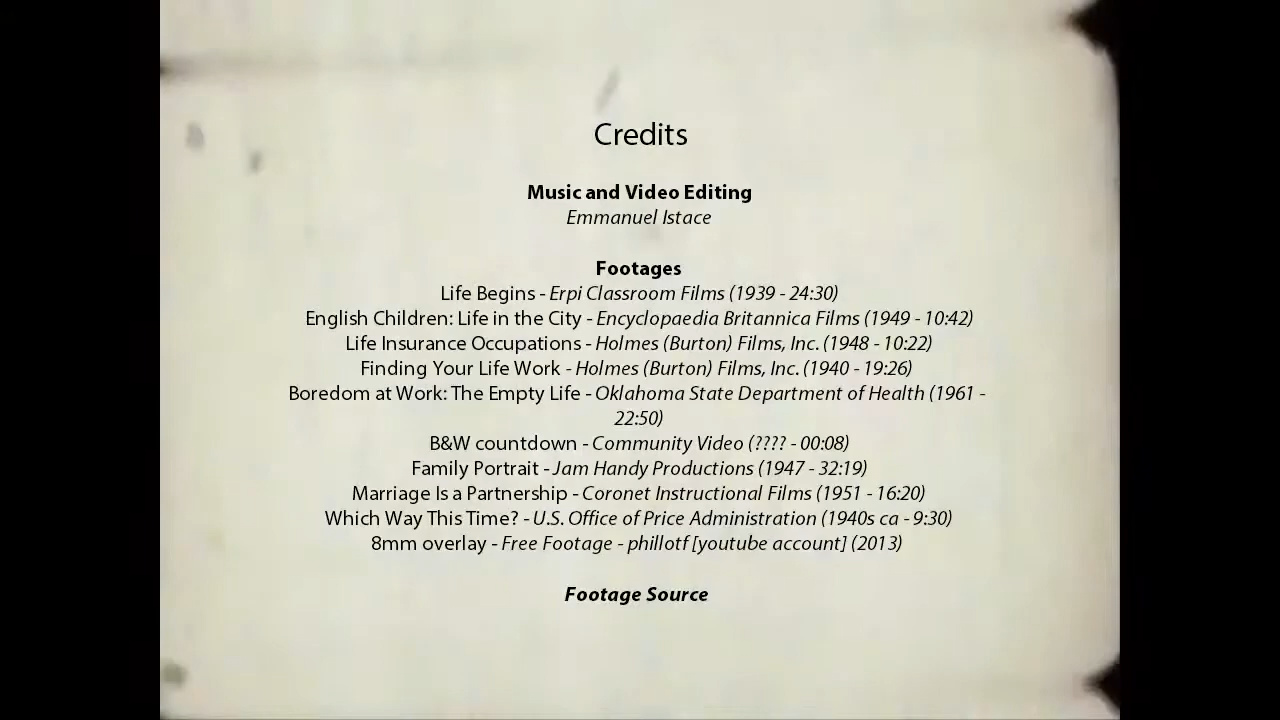 Credits
Music and Video Editing
Emmanuel Istace
Footages
Life Begins - Erpi Classroom Films (1939 - 24:30)
English Children: Life in the City - Encyclopaedia Britannica Films (1949 - 10:42)
Life Insurance Occupations - Holmes (Burton) Films, Inc. (1948 - 10:22)
Finding Your Life Work - Holmes (Burton) Films, Inc. (1940 - 19:26)
Boredom at Work: The Empty Life - Oklahoma State Department of Health (1961 -
22:50)
B&W countdown - Community Video (???? - 00:08)
Family Portrait - Jam Handy Productions (1947 - 32:19)
Marriage Is a Partnership - Coronet Instructional Films (1951 - 16:20)
Which Way This Time? - U.S. Office of Price Administration (1940s ca - 9:30)
8mm overlay - Free Footage - phillotf [youtube account] (2013)
Footage Source